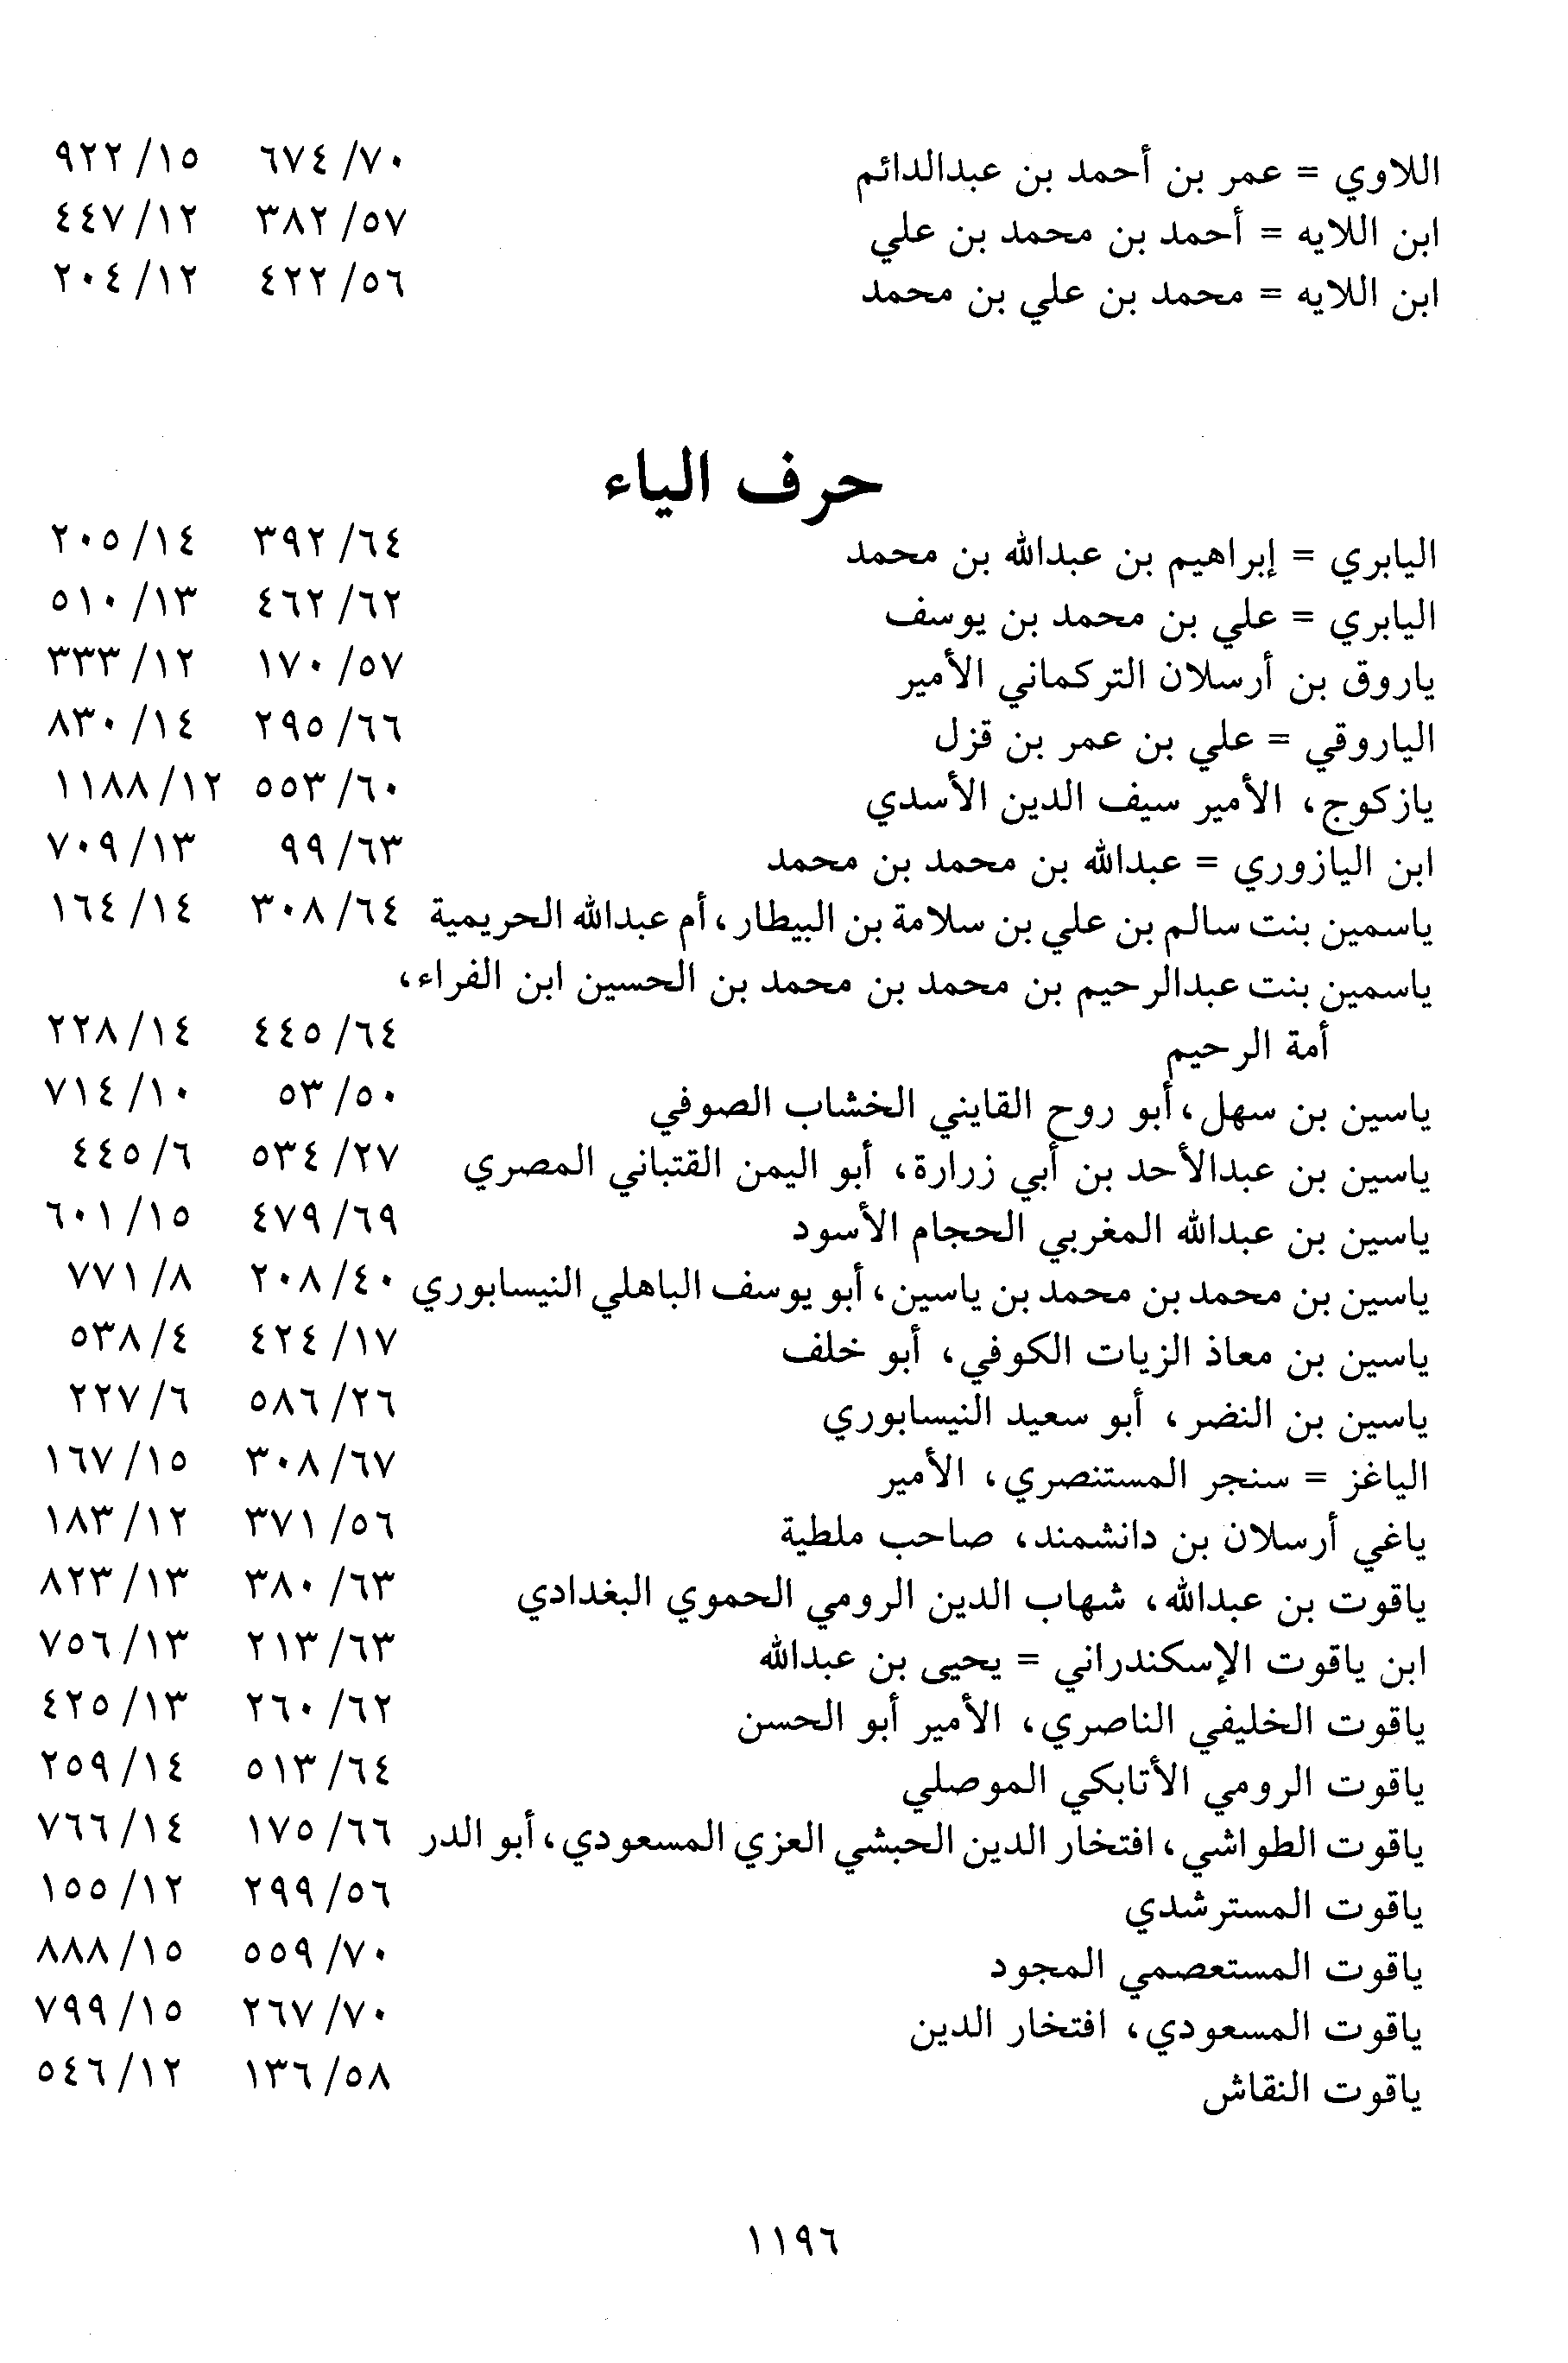 اللاوي = عمر بن أحمد بن عبدالدائم ٧٠/ ٦٧٤ ١٥/ ٩٢٢
ابن اللايه = أحمد بن محمد بن علي ٥٧/ ٣٨٢ ١٢/ ٤٤٧
ابن اللايه = محمد بن علي بن محمد ٥٦/ ٤٢٢ ١٢/ ٢٠٤
حرف الياء
اليابري = إبراهيم بن عبدالله بن محمد ٦٤/ ٣٩٢ ١٤/ ٢٠٥
اليابري = علي بن محمد بن يوسف ٦٢/ ٤٦٢ ١٣/ ٥١٠
ياروق بن أرسلان التركماني الأمير ٥٧/ ١٧٠ ١٢/ ٣٣٣
الياروقي = علي بن عمر بن قزل ٦٦/ ٢٩٥ ١٤/ ٨٣٠
يازكوج، الأمير سيف الدين الأسدي ٦٠/ ٥٥٣ ١٢/ ١١٨٨
ابن اليازوري = عبدالله بن محمد بن محمد ٦٣/ ٩٩ ١٣/ ٧٠٩
ياسمين بنت سالم بن علي بن سلامة بن البيطار، أم عبدالله الحريمية ٦٤/ ٣٠٨ ١٤/ ١٦٤
ياسمين بنت عبدالرحيم بن محمد بن محمد بن الحسين ابن الفراء،
أمة الرحيم ٦٤/ ٤٤٥ ١٤/ ٢٢٨
ياسين بن سهل، أبو روح القايني الخشاب الصوفي ٥٠/ ٥٣ ١٠/ ٧١٤
ياسين بن عبدالأحد بن أبي زرارة، أبو اليمن القتباني المصري ٢٧/ ٥٣٤ ٦/ ٤٤٥
ياسين بن عبدالله المغربي الحجام الأسود ٦٩/ ٤٧٩ ١٥/ ٦٠١
ياسين بن محمد بن محمد بن ياسين، أبو يوسف الباهلي النيسابوري ٤٠/ ٢٠٨ ٨/ ٧٧١
ياسين بن معاذ الزيات الكوفي، أبو خلف ١٧/ ٤٢٤ ٤/ ٥٣٨
ياسين بن النضر، أبو سعيد النيسابوري ٢٦/ ٥٨٦ ٦/ ٢٢٧
الياغز = سنجر المستنصري، الأمير ٦٧/ ٣٠٨ ١٥/ ١٦٧
ياغي أرسلان بن دانشمند، صاحب ملطية ٥٦/ ٣٧١ ١٢/ ١٨٣
ياقوت بن عبدالله، شهاب الدين الرومي الحموي البغدادي ٦٣/ ٣٨٠ ١٣/ ٨٢٣
ابن ياقوت الإسكندراني = يحيى بن عبدالله ٦٣/ ٢١٣ ١٣/ ٧٥٦
ياقوت الخليفي الناصري، الأمير أبو الحسن ٦٢/ ٢٦٠ ١٣/ ٤٢٥
ياقوت الرومي الأتابكي الموصلي ٦٤/ ٥١٣ ١٤/ ٢٥٩
ياقوت الطواشي، افتخار الدين الحبشي العزي المسعودي، أبو الدر ٦٦/ ١٧٥ ١٤/ ٧٦٦
ياقوت المسترشدي ٥٦/ ٢٩٩ ١٢/ ١٥٥
ياقوت المستعصمي المجود ٧٠/ ٥٥٩ ١٥/ ٨٨٨
ياقوت المسعودي، افتخار الدين ٧٠/ ٢٦٧ ١٥/ ٧٩٩
ياقوت النقاش ٥٨/ ١٣٦ ١٢/ ٥٤٦
١١٩٦